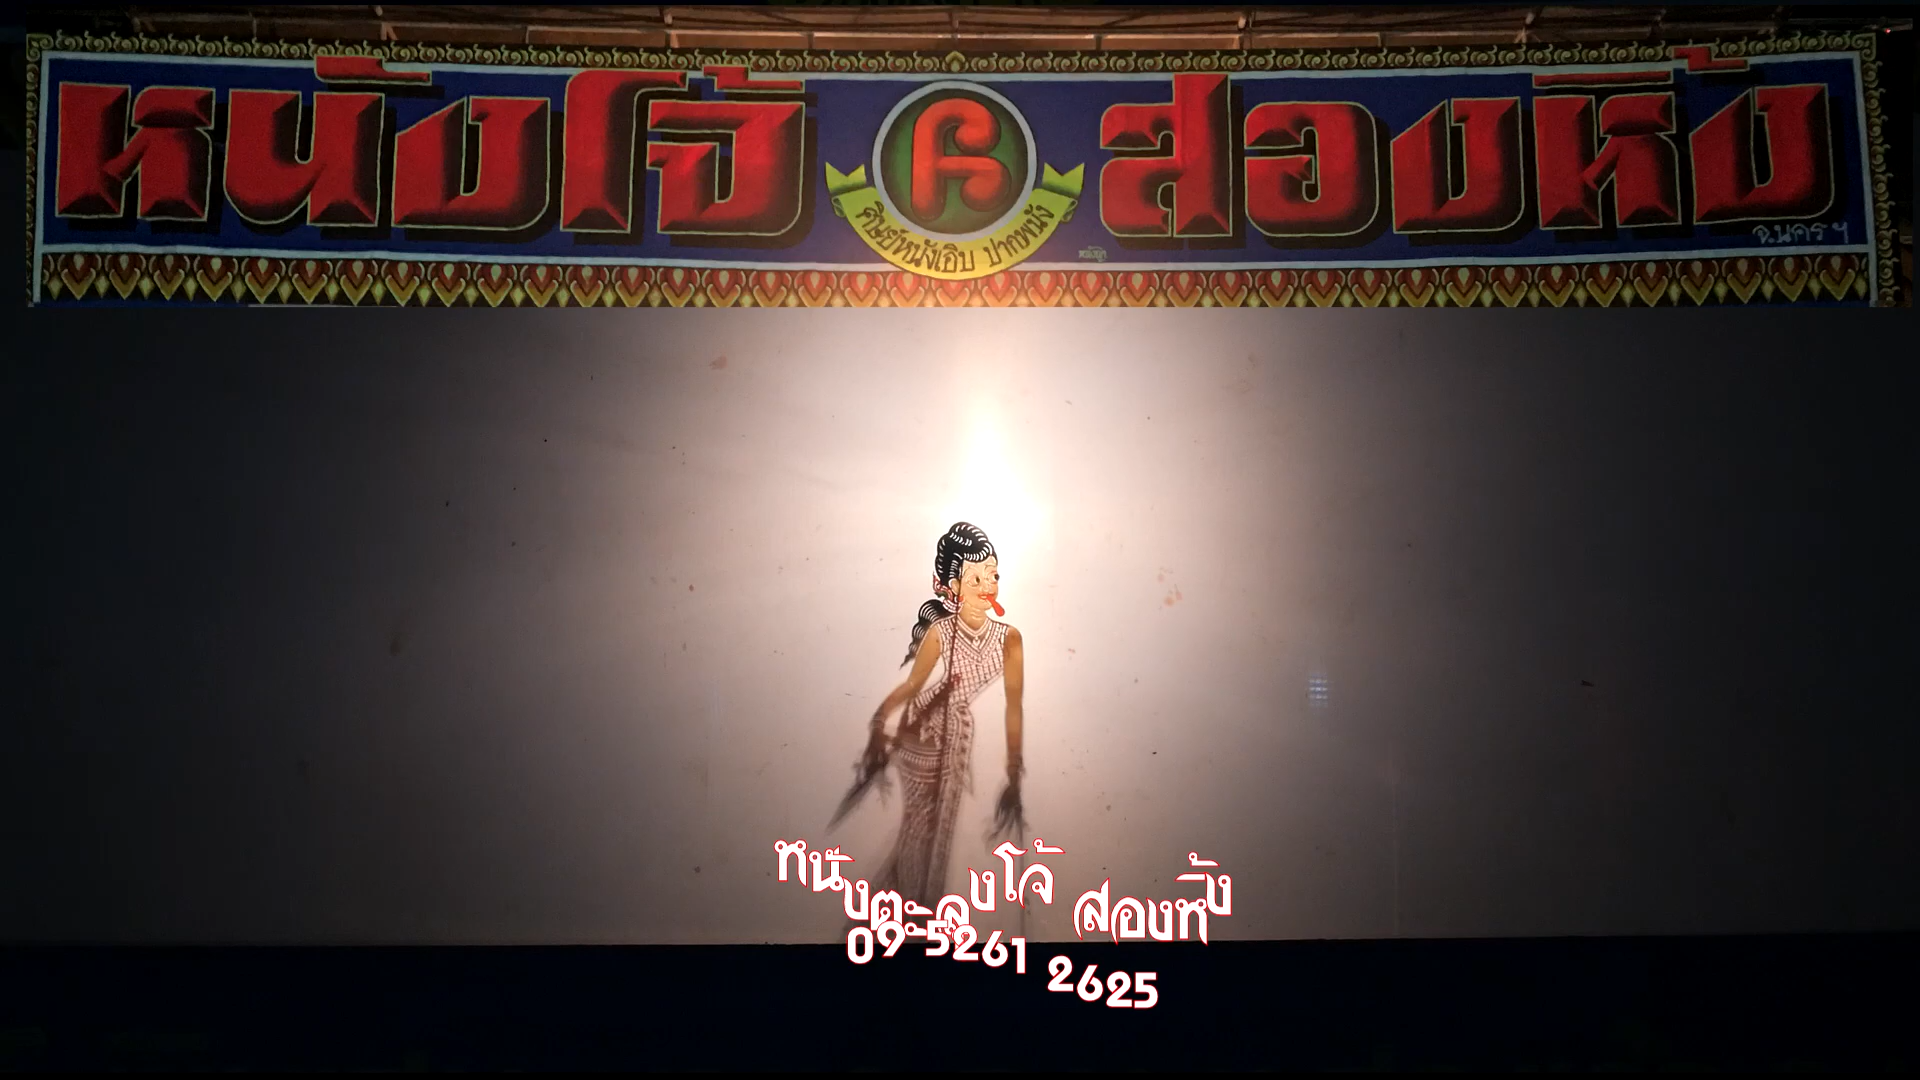 หนังโจ้ สองหิ้ง
ศิษย์หนังเอิบ ปากพนัง
จ.นครฯ
หนังตะลุงโจ้ สองหิ้ง
09-5261 2625